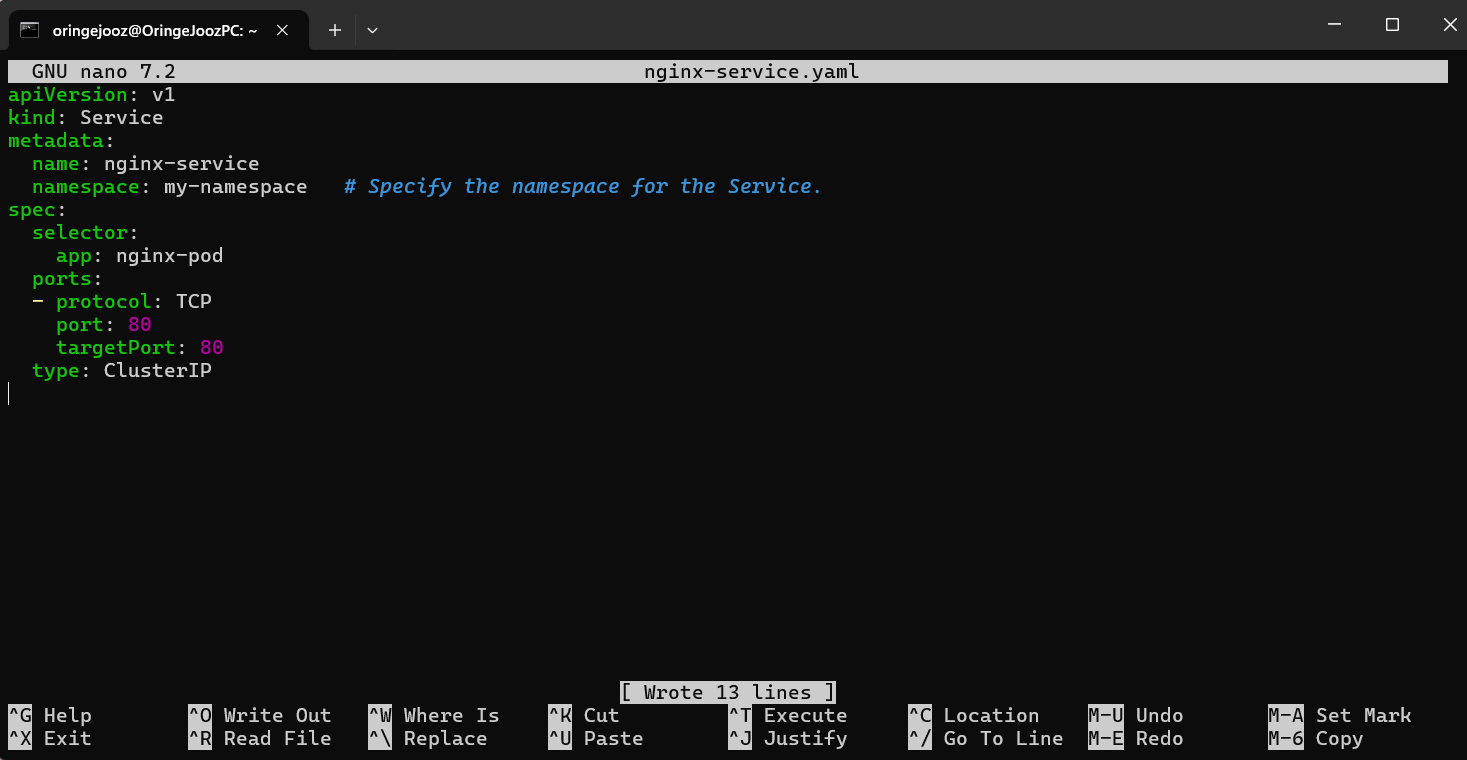 oringejooz@OringeJoozPC: ~
GNU nano 7.2 nginx-service.yaml
apiVersion: v1
kind: Service
metadata:
  name: nginx-service
  namespace: my-namespace   # Specify the namespace for the Service.
spec:
  selector:
    app: nginx-pod
  ports:
  - protocol: TCP
    port: 80
    targetPort: 80
  type: ClusterIP
[ Wrote 13 lines ]
^G Help ^O Write Out ^W Where Is ^K Cut ^T Execute ^C Location M-U Undo M-A Set Mark
^X Exit ^R Read File ^\ Replace ^U Paste ^J Justify ^/ Go To Line M-E Redo M-6 Copy